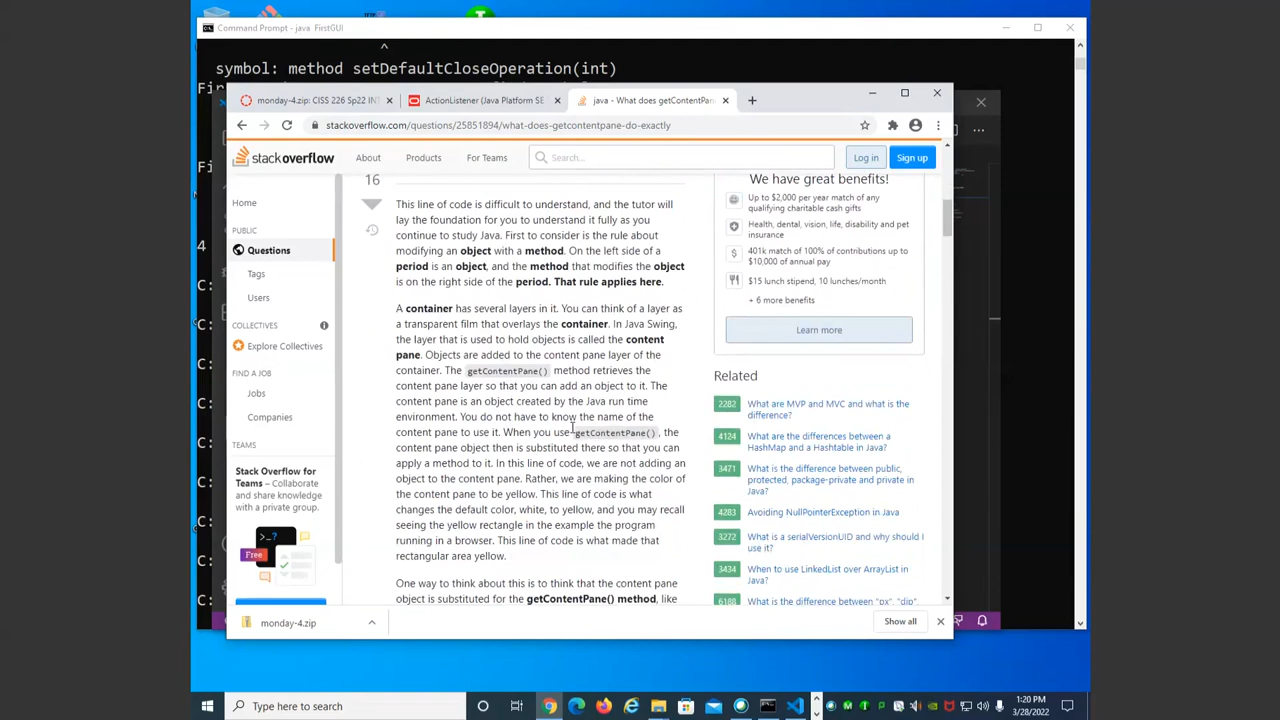 Command Prompt - java FirstGUI
^
symbol: method setDefaultCloseOperation(int)
monday-4.zip: CISS 226 Sp22 IN
ActionListener (Java Platform SE
java - What does getContentPan
stackoverflow.com/questions/25851894/what-does-getcontentpane-do-exactly
stackoverflow
About
Products
For Teams
Search...
Log in
Sign up
Home
PUBLIC
Questions
Tags
Users
COLLECTIVES
Explore Collectives
FIND A JOB
Jobs
Companies
TEAMS
Stack Overflow for
Teams – Collaborate
and share knowledge
with a private group.
Free
16
This line of code is difficult to understand, and the tutor will
lay the foundation for you to understand it fully as you
continue to study Java. First to consider is the rule about
modifying an object with a method. On the left side of a
period is an object, and the method that modifies the object
is on the right side of the period. That rule applies here.
A container has several layers in it. You can think of a layer as
a transparent film that overlays the container. In Java Swing,
the layer that is used to hold objects is called the content
pane. Objects are added to the content pane layer of the
container. The getContentPane() method retrieves the
content pane layer so that you can add an object to it. The
content pane is an object created by the Java run time
environment. You do not have to know the name of the
content pane to use it. When you use getContentPane(), the
content pane object then is substituted there so that you can
apply a method to it. In this line of code, we are not adding an
object to the content pane. Rather, we are making the color of
the content pane to be yellow. This line of code is what
changes the default color, white, to yellow, and you may recall
seeing the yellow rectangle in the example the program
running in a browser. This line of code is what made that
rectangular area yellow.
One way to think about this is to think that the content pane
object is substituted for the getContentPane() method, like
We have great benefits!
Up to $2,000 per year match of any
qualifying charitable cash gifts
Health, dental, vision, life, disability and pet
insurance
401k match of 100% of contributions up to
$10,000 of annual pay
$15 lunch stipend, 10 lunches/month
+ 6 more benefits
Learn more
Related
2282 What are MVP and MVC and what is the
difference?
4124 What are the differences between a
HashMap and a Hashtable in Java?
3471 What is the difference between public,
protected, package-private and private in
Java?
4283 Avoiding NullPointerException in Java
3272 What is a serialVersionUID and why should I
use it?
3434 When to use LinkedList over ArrayList in
Java?
6188 What is the difference between "px", "dip",
monday-4.zip
Show all
Type here to search
1:20 PM
3/28/2022